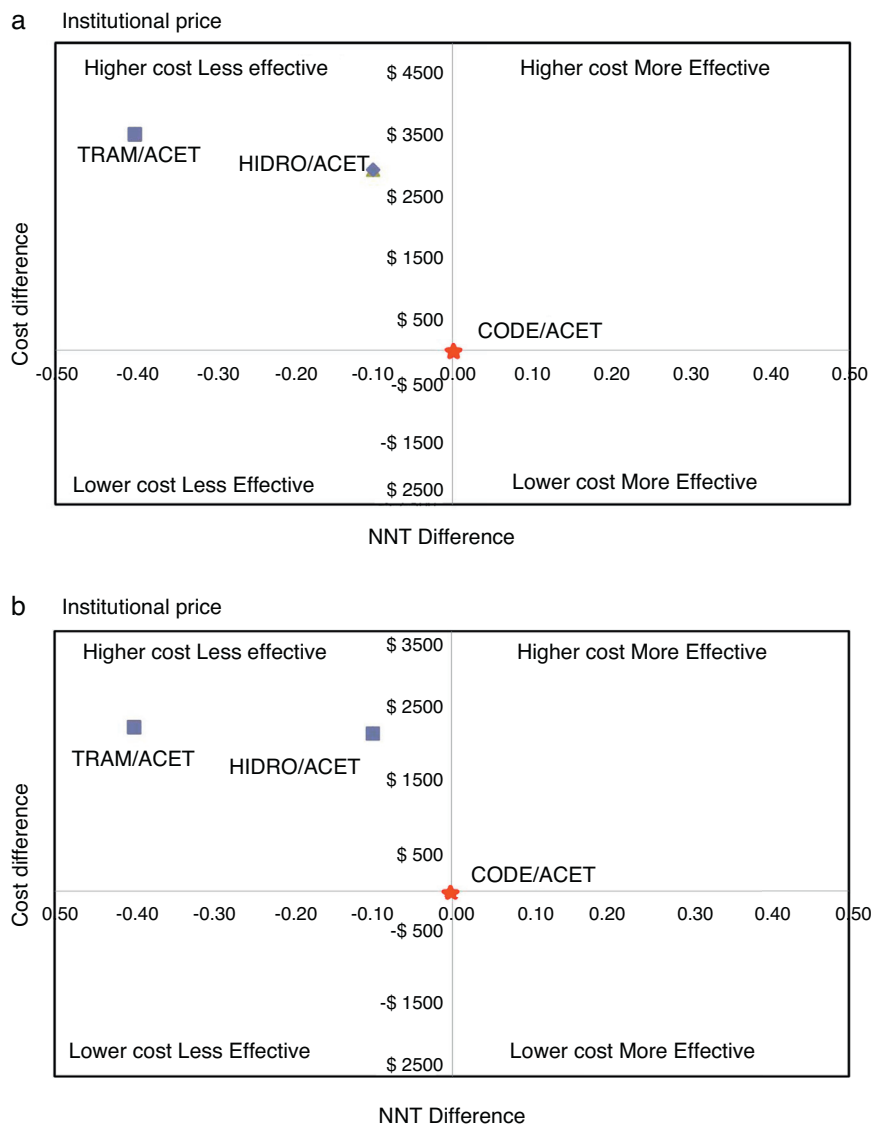 a Institutional price
Higher cost Less effective
Higher cost More Effective
$ 4500
$ 3500
TRAM/ACET
HIDRO/ACET
$ 2500
Cost difference
$ 1500
$ 500
CODE/ACET
-0.50 -0.40 -0.30 -0.20 -0.10 0.00 0.10 0.20 0.30 0.40 0.50
-$ 500
-$ 1500
Lower cost Less Effective
$ 2500
Lower cost More Effective
NNT Difference
b Institutional price
Higher cost Less effective
$ 3500
Higher cost More Effective
$ 2500
TRAM/ACET
HIDRO/ACET
$ 1500
Cost difference
$ 500
CODE/ACET
0.50 -0.40 -0.30 -0.20 -0.10 0.00 0.10 0.20 0.30 0.40 0.50
-$ 500
-$ 1500
Lower cost Less Effective
$ 2500
Lower cost More Effective
NNT Difference